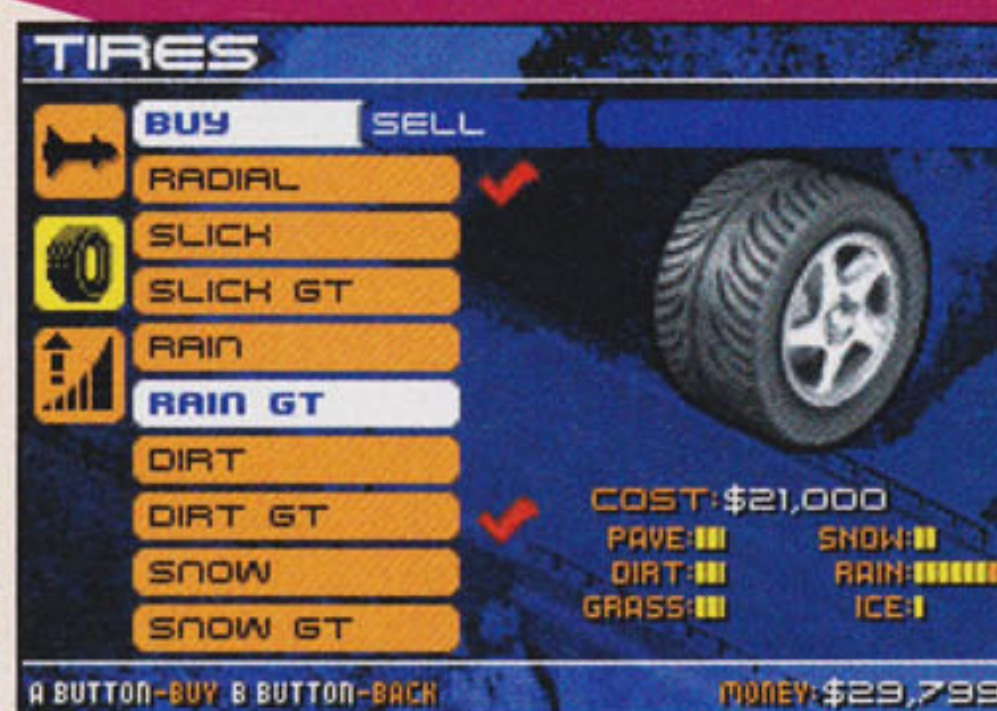 TIRES
BUY SELL
RADIAL
SLICK
SLICK GT
RAIN
RAIN GT
DIRT
DIRT GT
SNOW
SNOW GT
COST:$21,000
PAVE: SNOW:
DIRT: RAIN:
GRASS: ICE:
A BUTTON-BUY B BUTTON-BACK MONEY:$29,799